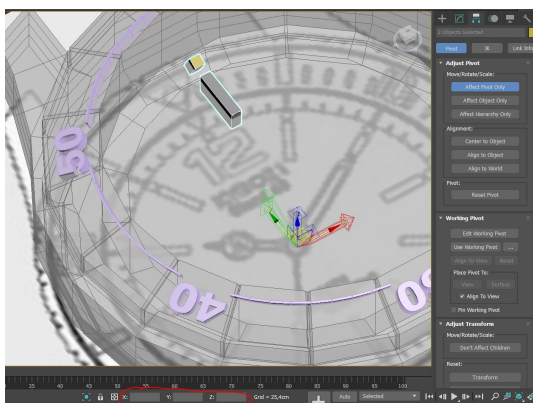 2 Objects Selected
Pivot IK Link Info
Adjust Pivot
Move/Rotate/Scale:
Affect Pivot Only
Affect Object Only
Affect Hierarchy Only
Alignment:
Center to Object
Align to Object
Align to World
Pivot:
Reset Pivot
Working Pivot
Edit Working Pivot
Use Working Pivot ...
Align To View Reset
Place Pivot To:
View Surface
Align To View
Pin Working Pivot
Adjust Transform
Move/Rotate/Scale:
Don't Affect Children
Reset:
Transform
50
40
30
25 40 45 50 55 60 65 70 75 80 85 90 95 100
X: Y: Z: Grid = 25,4cm Auto Selected